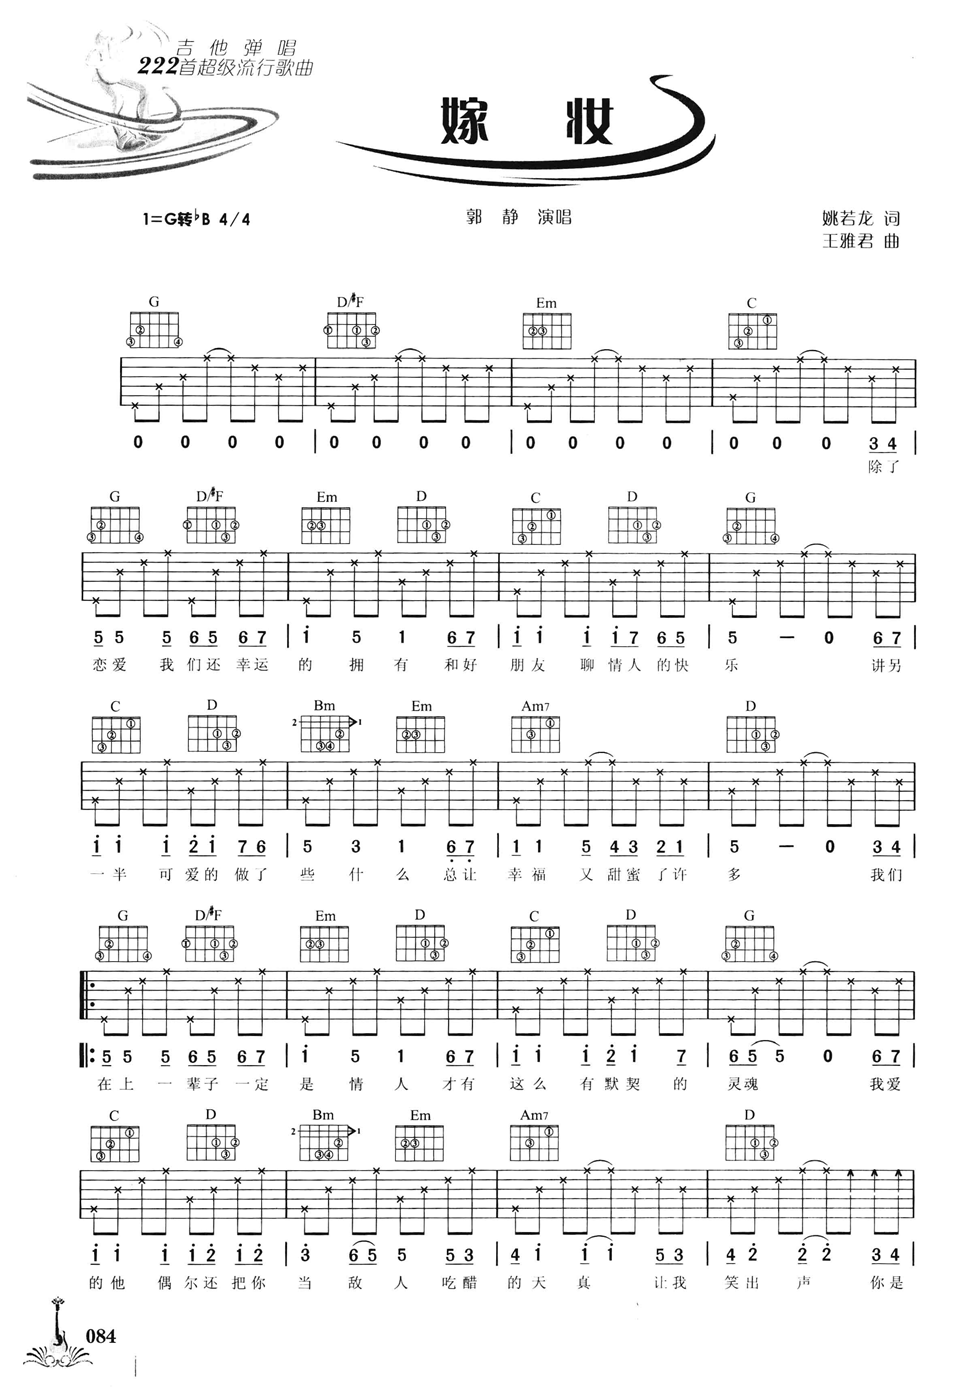 吉他弹唱
222首超级流行歌曲
嫁 妆
1=G转♭B 4/4
郭 静 演唱
姚若龙 词
王雅君 曲
G D/#F Em C
0 0 0 0 | 0 0 0 0 | 0 0 0 0 | 0 0 0 3 4 |
除了
G D/#F Em D C D G
5 5 5 6 5 6 7 | i 5 1 6 7 | i i i i 7 6 5 | 5 — 0 6 7 |
恋爱 我们还幸运 的 拥 有 和好 朋友 聊情人的快 乐 讲另
C D Bm Em Am7 D
i i i 2 i 7 6 | 5 3 1 6 7 | 1 1 5 4 3 2 1 | 5 — 0 3 4 |
一半 可爱的做了 些 什 么 总让 幸福 又甜蜜了许 多 我们
G D/#F Em D C D G
5 5 5 6 5 6 7 | i 5 1 6 7 | i i i 2 i 7 | 6 5 5 0 6 7 |
在上 一辈子一定 是 情 人 才有 这么 有默契的 灵魂 我爱
C D Bm Em Am7 D
i i i i 2 i 2 | 3 6 5 5 5 3 | 4 i i i 5 3 | 4 2 2 2 3 4 |
的他 偶尔还把你 当 敌 人 吃醋 的天 真 让我 笑出 声 你是
084